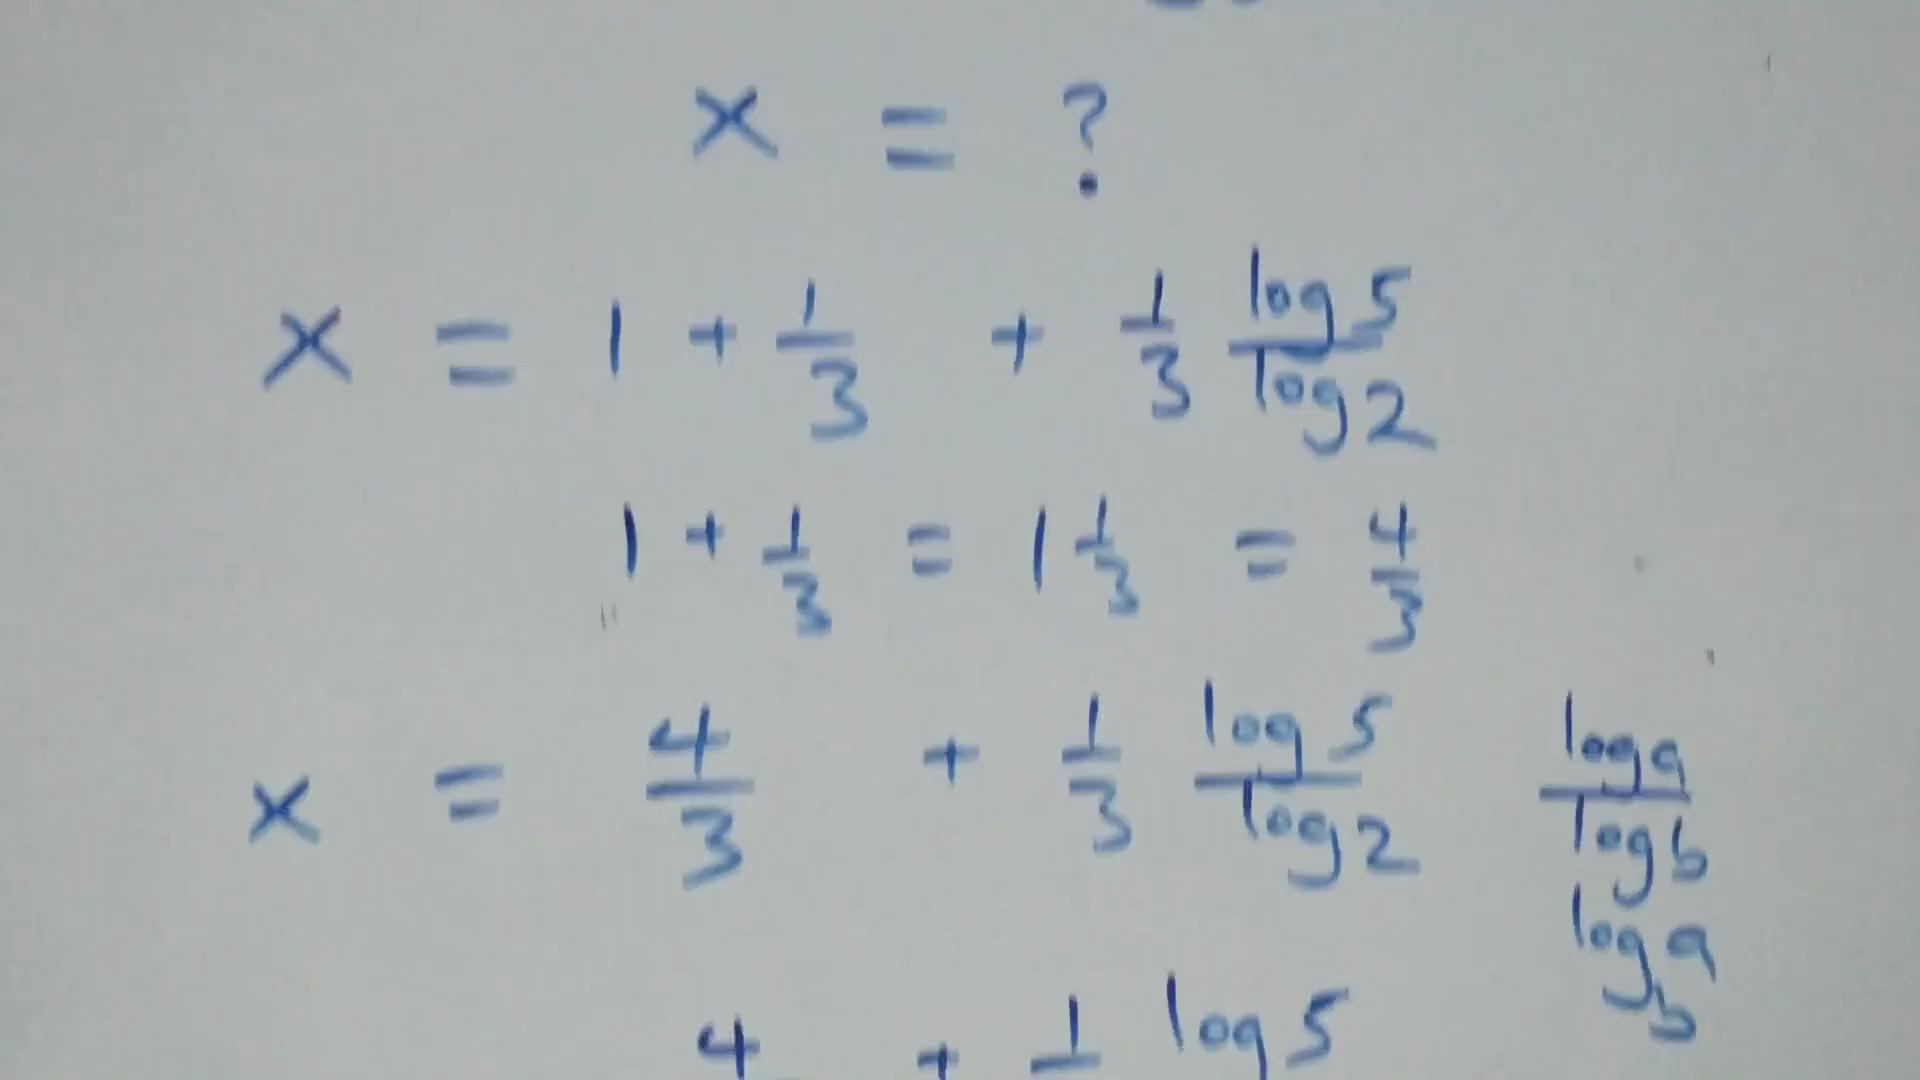 x = ?
x = 1 + 1/3 + 1/3 log 5/log 2
1 + 1/3 = 1 1/3 = 4/3
x = 4/3 + 1/3 log 5/log 2
log a/log b
log a b
4 + 1 log 5